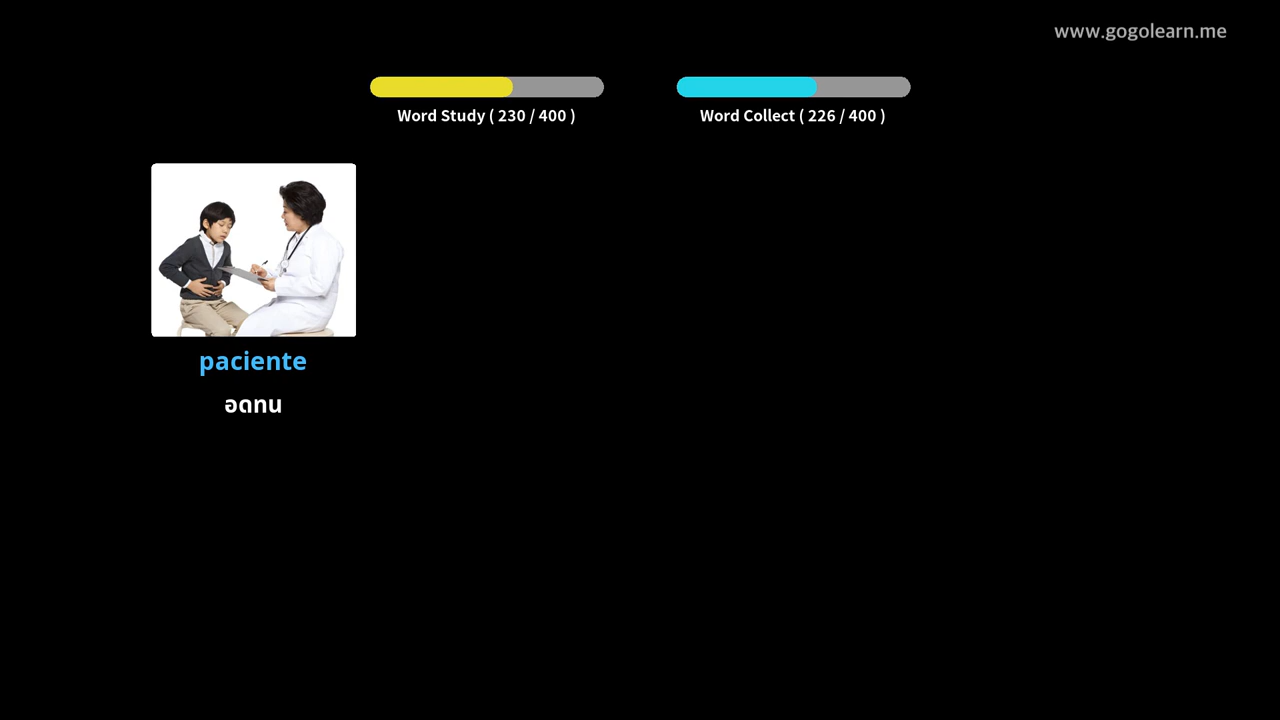 www.gogolearn.me
Word Study ( 230 / 400 )
Word Collect ( 226 / 400 )
paciente
อดทน